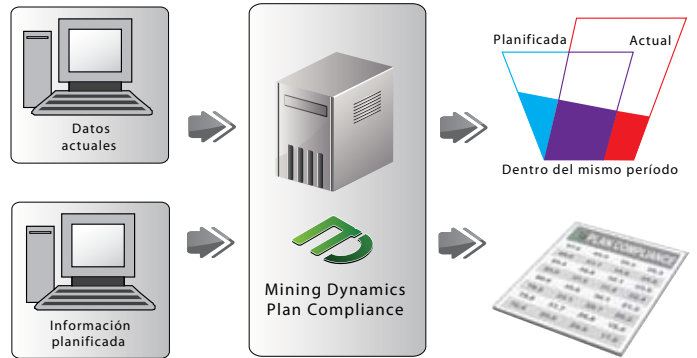 Datos
actuales
Información
planificada
Mining Dynamics
Plan Compliance
Planificada
Actual
Dentro del mismo período
PLAN COMPLIANCE